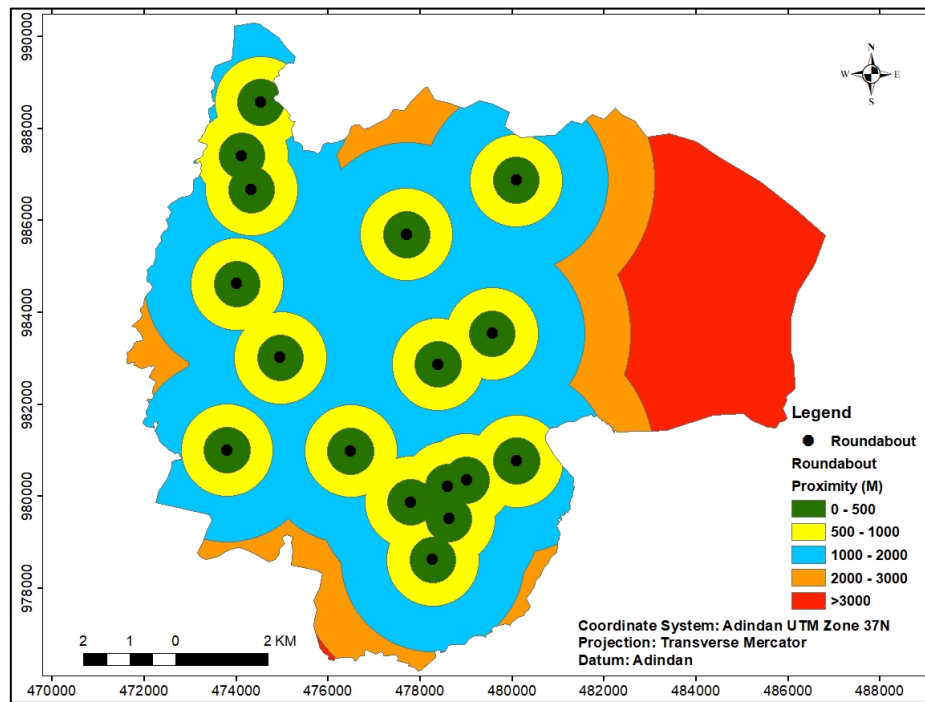 990000
988000
986000
984000
982000
980000
978000
N
W E
S
Legend
Roundabout
Roundabout
Proximity (M)
0 - 500
500 - 1000
1000 - 2000
2000 - 3000
>3000
Coordinate System: Adindan UTM Zone 37N
Projection: Transverse Mercator
Datum: Adindan
2 1 0 2 KM
470000 472000 474000 476000 478000 480000 482000 484000 486000 488000